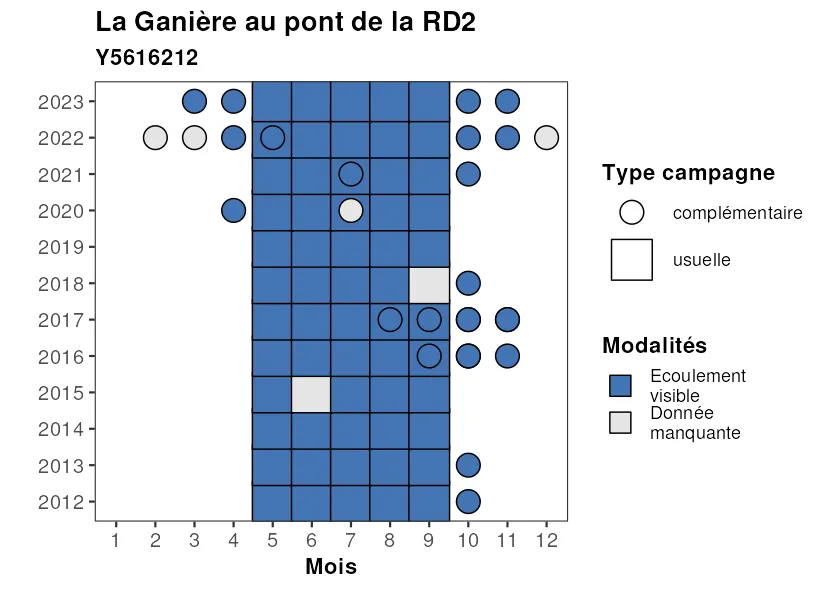 La Ganière au pont de la RD2
Y5616212
2023
2022
2021
2020
2019
2018
2017
2016
2015
2014
2013
2012
1 2 3 4 5 6 7 8 9 10 11 12
Mois
Type campagne
complémentaire
usuelle
Modalités
Ecoulement
visible
Donnée
manquante